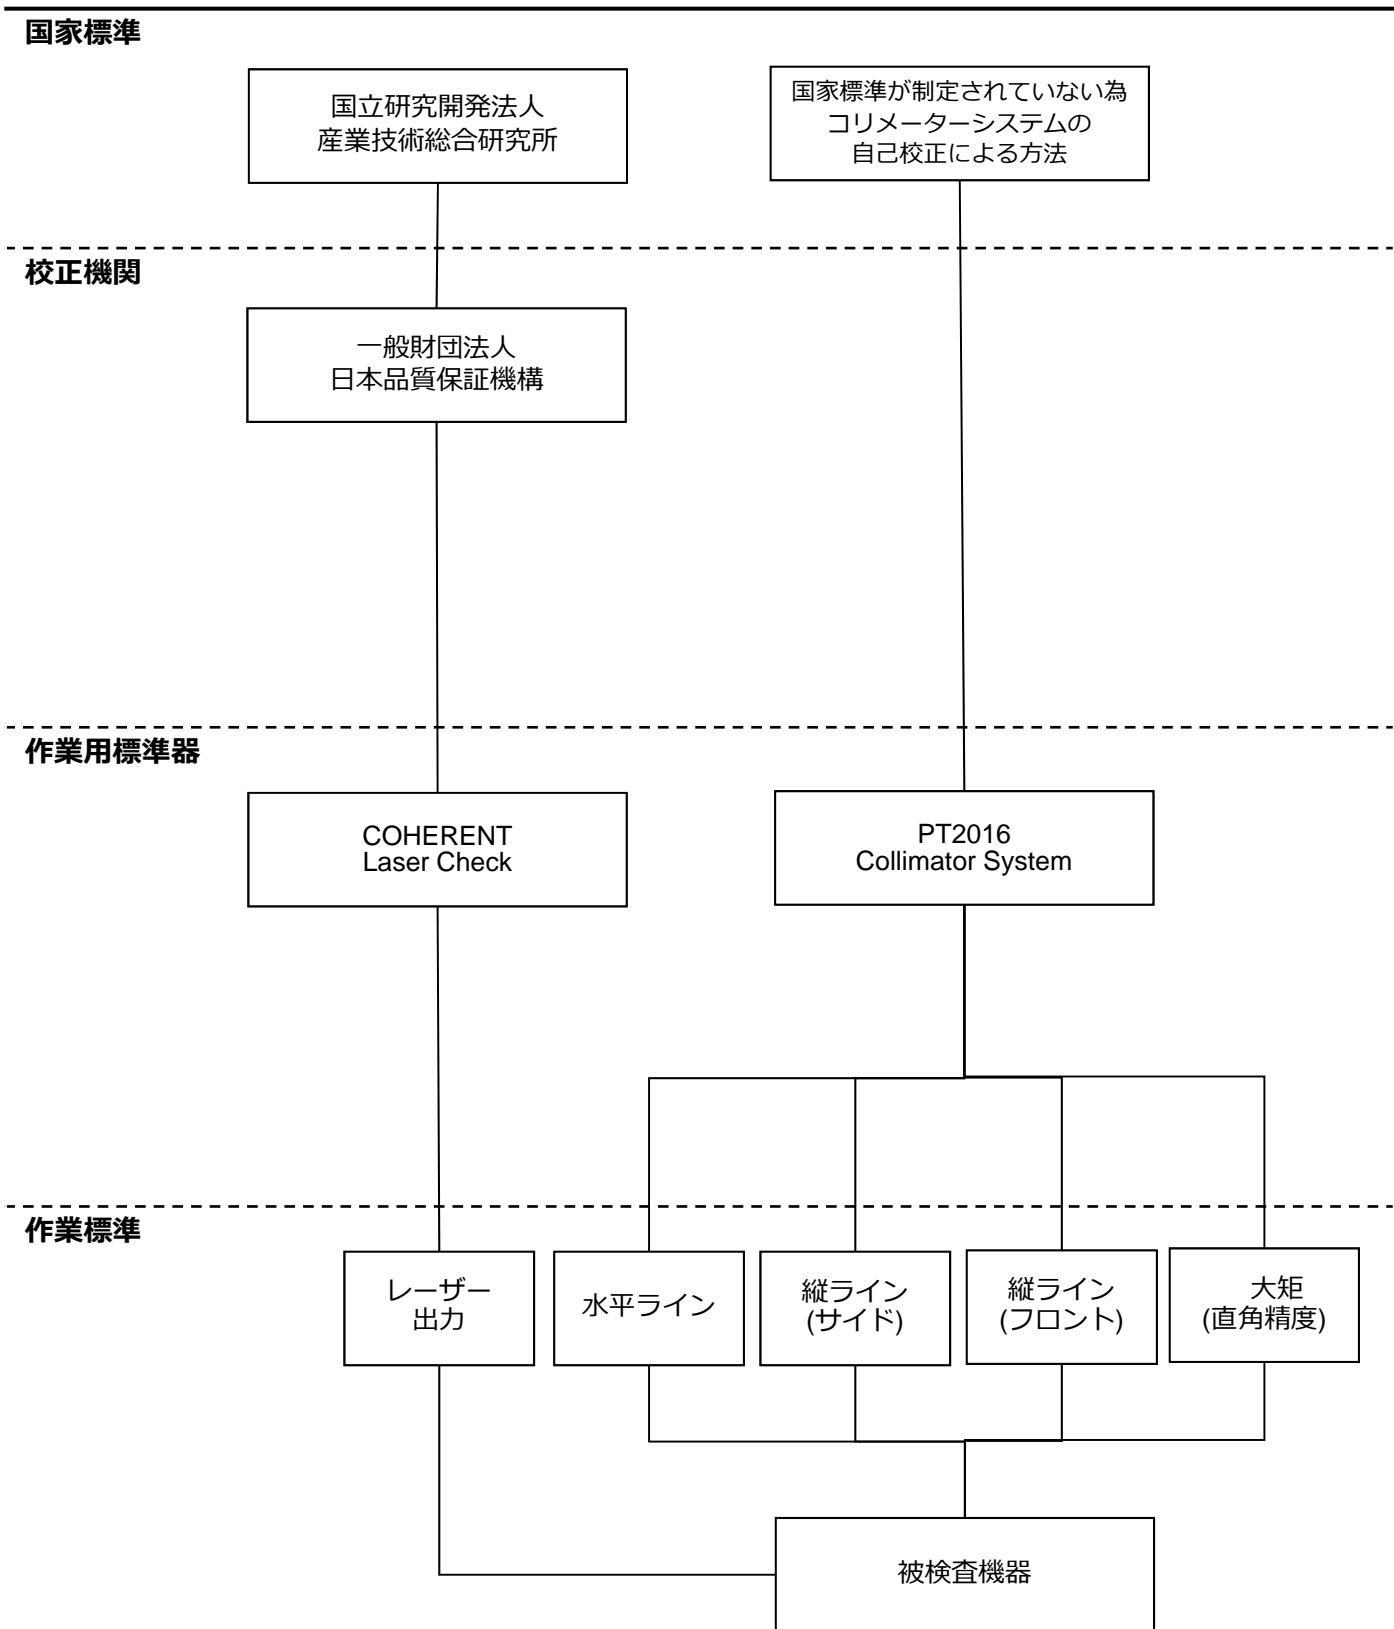 国家標準
国立研究開発法人
産業技術総合研究所
国家標準が制定されていない為
コリメーターシステムの
自己校正による方法
校正機関
一般財団法人
日本品質保証機構
作業用標準器
COHERENT
Laser Check
PT2016
Collimator System
作業標準
レーザー
出力
水平ライン
縦ライン
(サイド)
縦ライン
(フロント)
大矩
(直角精度)
被検査機器